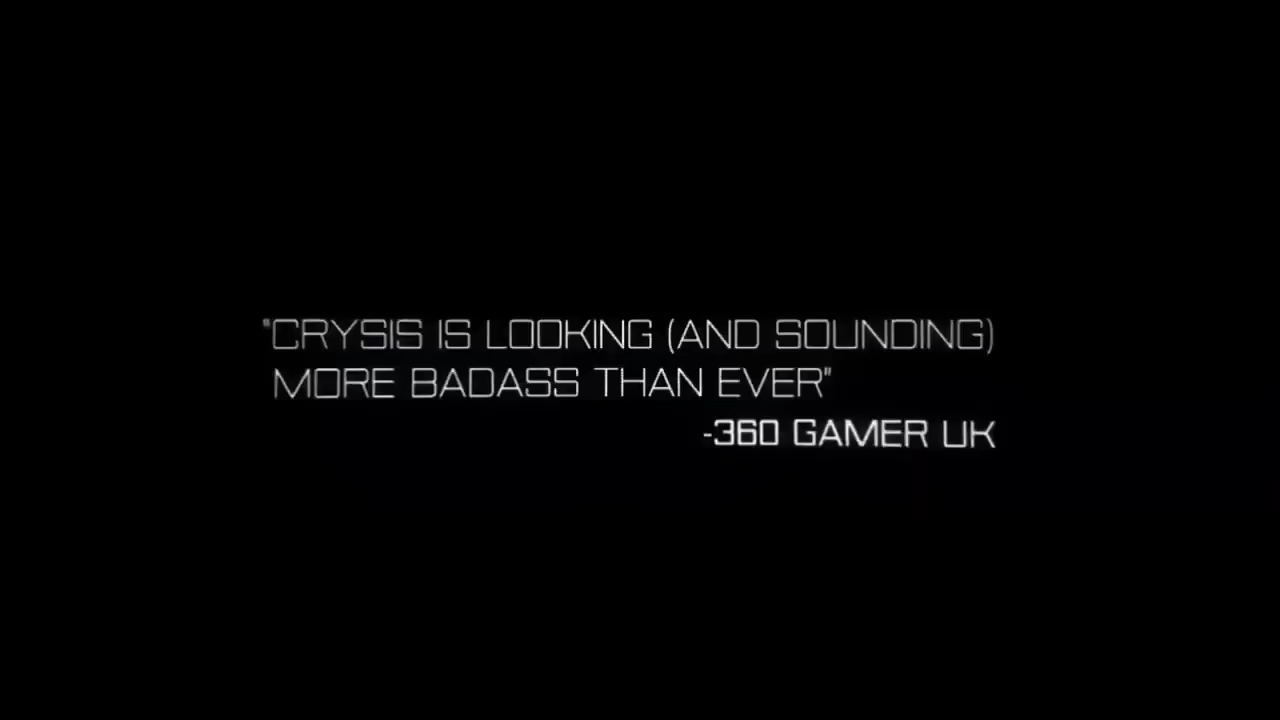 "CRYSIS IS LOOKING (AND SOUNDING)
MORE BADASS THAN EVER"
-360 GAMER UK